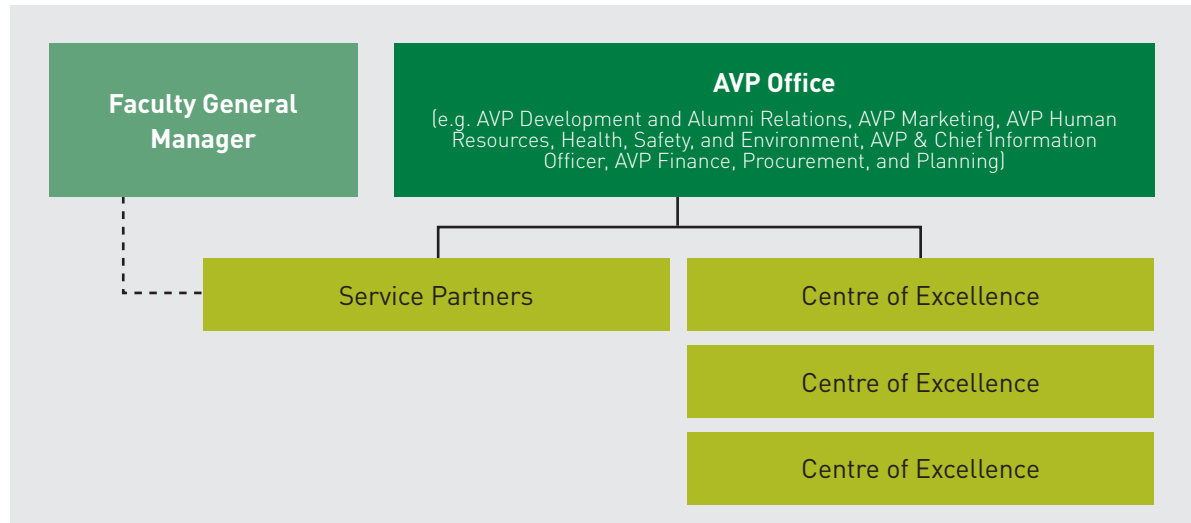 Faculty General
Manager
AVP Office
(e.g. AVP Development and Alumni Relations, AVP Marketing, AVP Human
Resources, Health, Safety, and Environment, AVP & Chief Information
Officer, AVP Finance, Procurement, and Planning)
Service Partners
Centre of Excellence
Centre of Excellence
Centre of Excellence